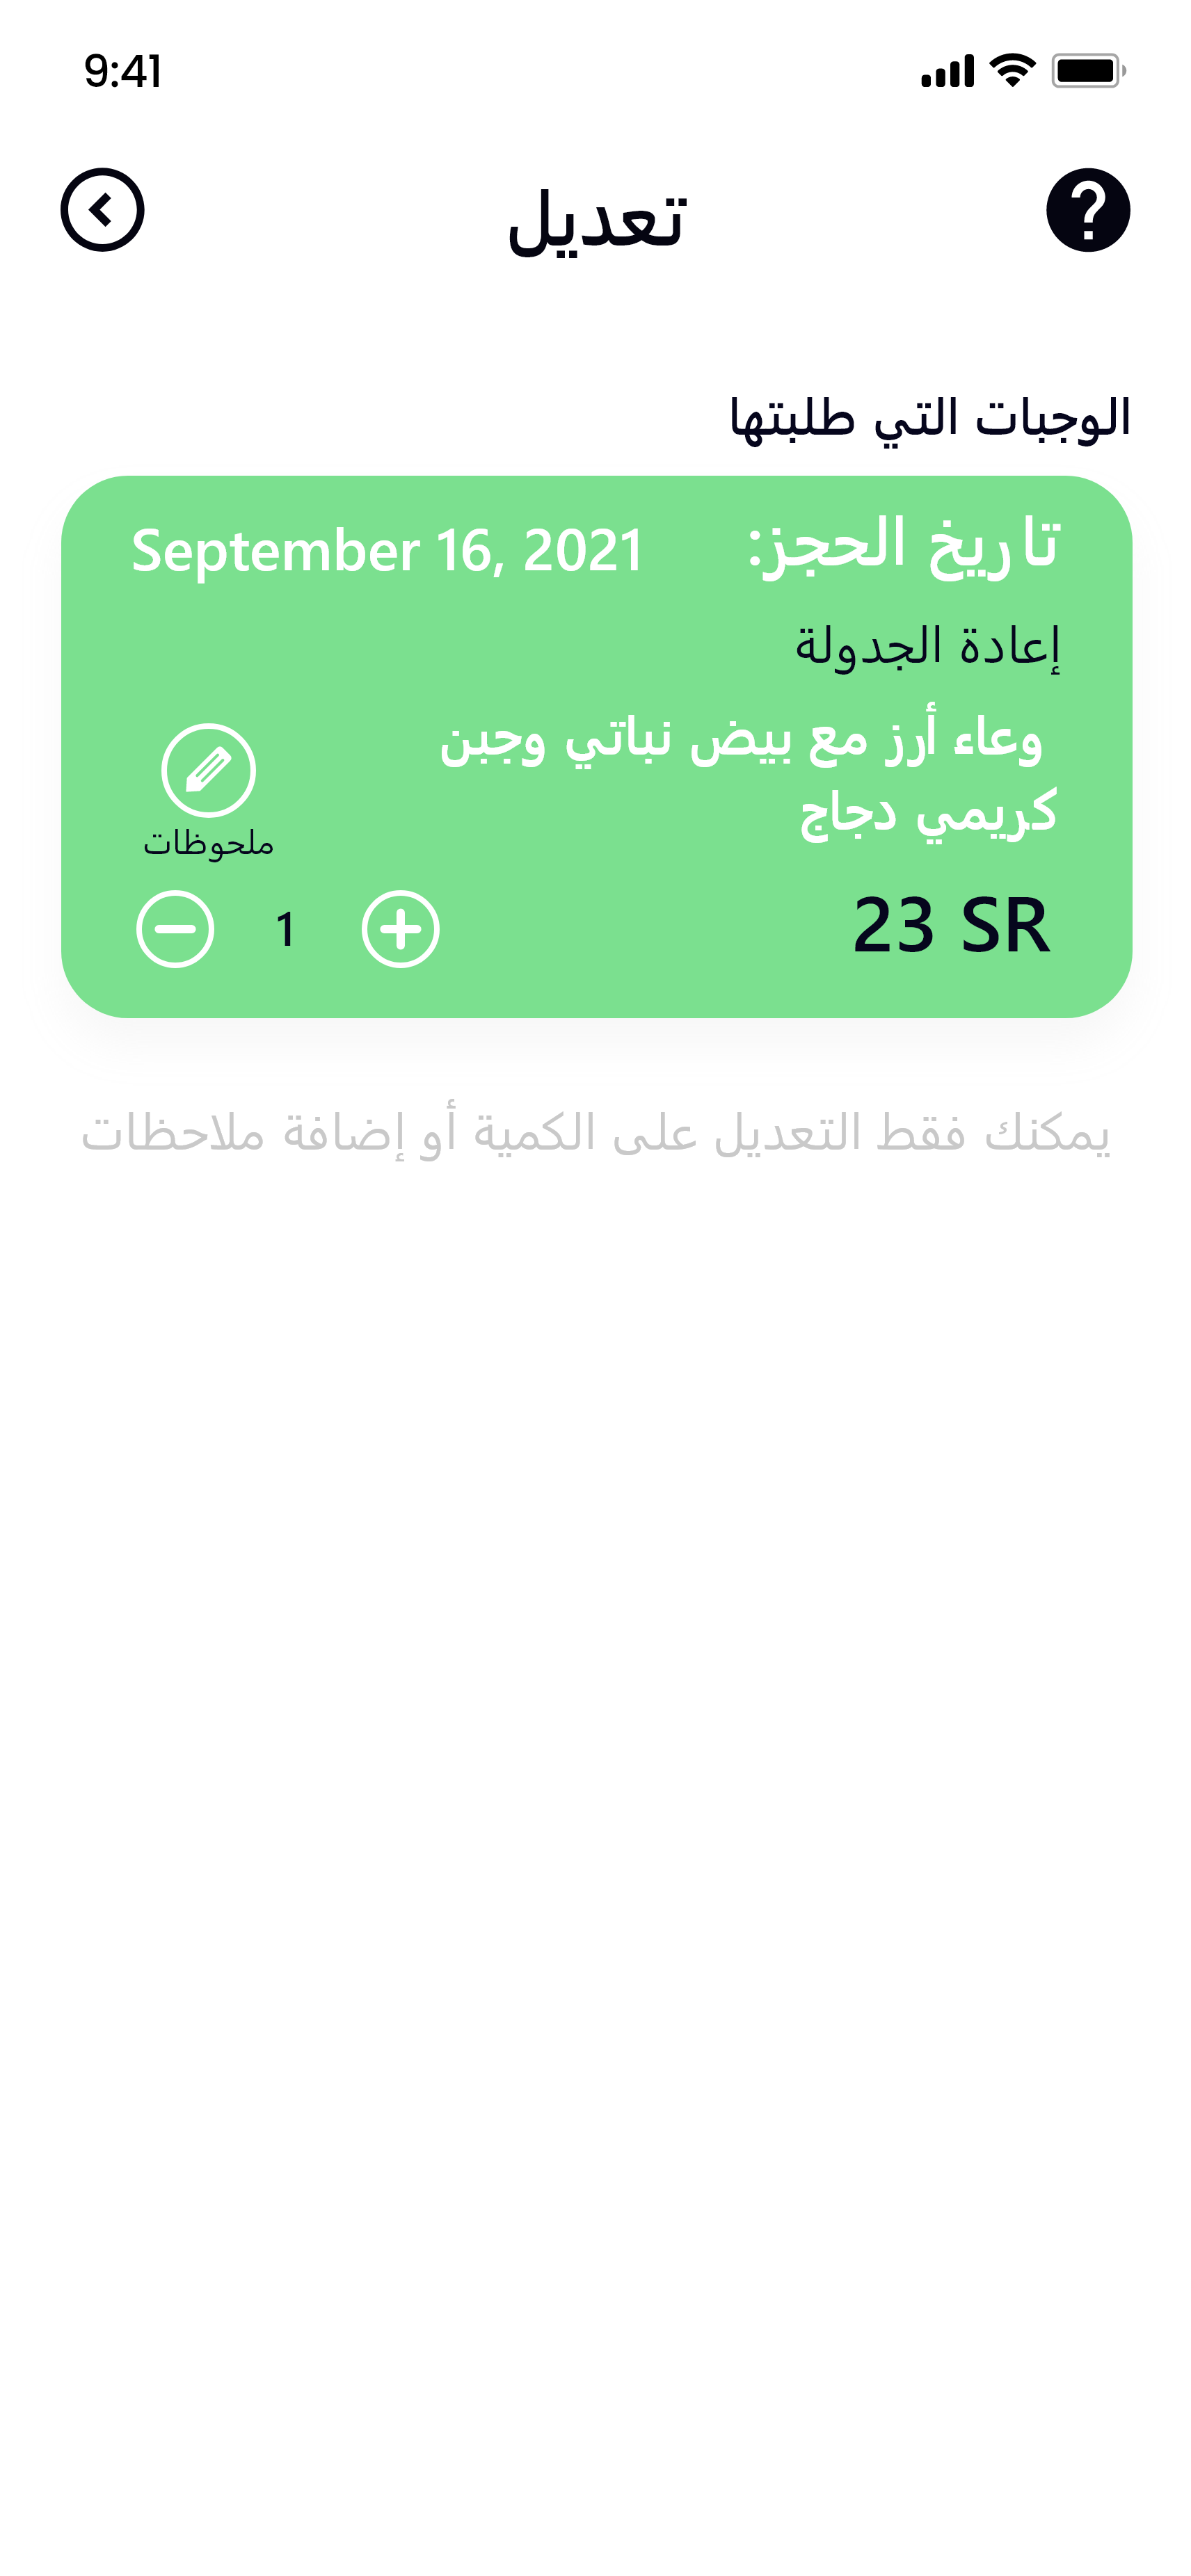 9:41
تعديل
الوجبات التي طلبتها
تاريخ الحجز: September 16, 2021
إعادة الجدولة
وعاء أرز مع بيض نباتي وجبن
كريمي دجاج
ملحوظات
23 SR
1
يمكنك فقط التعديل على الكمية أو إضافة ملاحظات